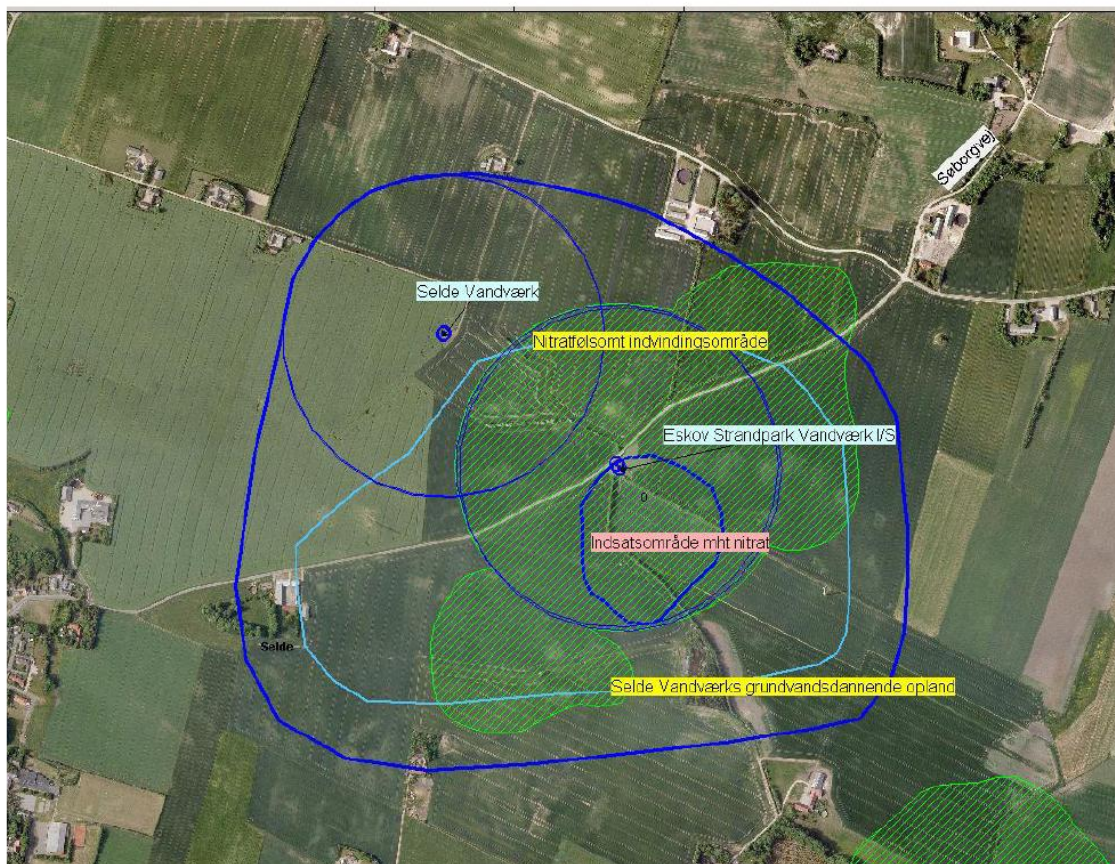 Søborgvej
Selde Vandværk
Nitratfølsomt indvindingsområde
Eskov Strandpark Vandværk I/S
0
Indsatsområde mht nitrat
Selde
Selde Vandværks grundvandsdannende opland